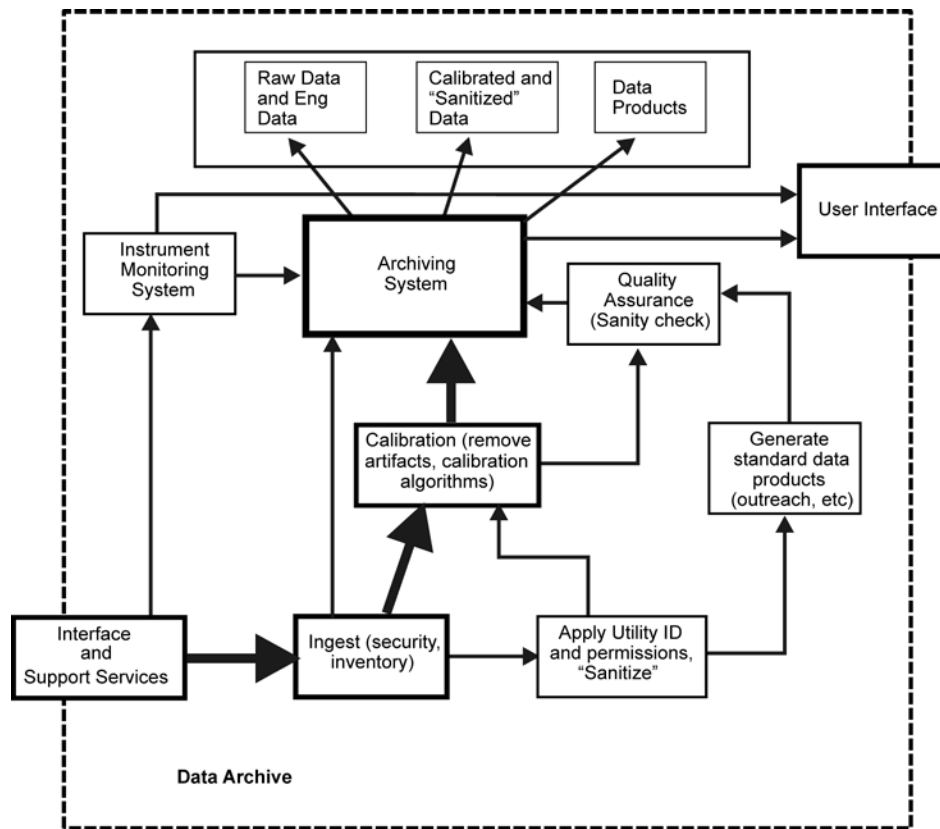 Raw Data
and Eng
Data
Calibrated and
“Sanitized”
Data
Data
Products
User Interface
Instrument
Monitoring
System
Archiving
System
Quality
Assurance
(Sanity check)
Calibration (remove
artifacts, calibration
algorithms)
Generate
standard data
products
(outreach, etc)
Interface
and
Support Services
Ingest (security,
inventory)
Apply Utility ID
and permissions,
“Sanitize”
Data Archive